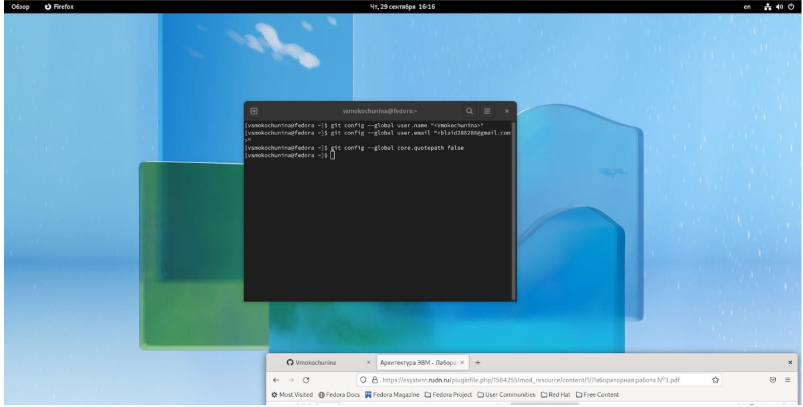 Обзор Firefox Чт, 29 сентября 16:16 en
vsmokochunina@fedora:~
[vsmokochunina@fedora ~]$ git config --global user.name "<Vmokochunina>"
[vsmokochunina@fedora ~]$ git config --global user.email "<blaid288288@gmail.com
>"
[vsmokochunina@fedora ~]$ git config --global core.quotepath false
[vsmokochunina@fedora ~]$
Vmokochunina × Архитектура ЭВМ - Лабора × +
https://esystem.rudn.ru/pluginfile.php/1584255/mod_resource/content/1/Лабораторная работа №3.pdf
Most Visited Fedora Docs Fedora Magazine Fedora Project User Communities Red Hat Free Content